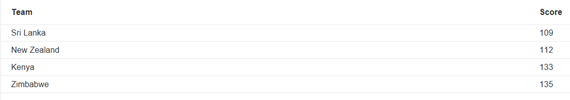 Team Score
Sri Lanka 109
New Zealand 112
Kenya 133
Zimbabwe 135